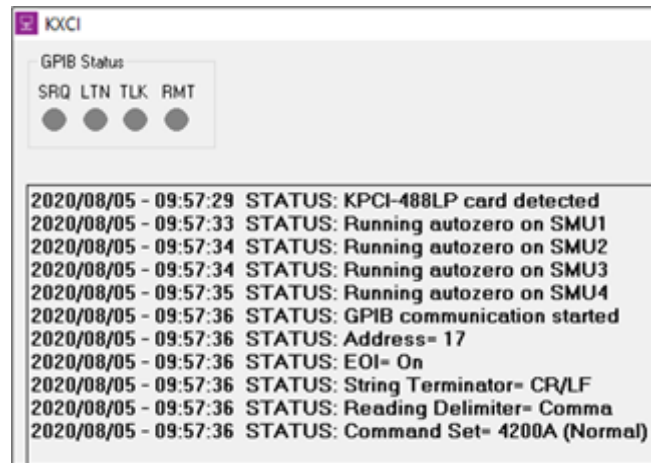 KXCI
GPIB Status
SRQ LTN TLK RMT
2020/08/05 - 09:57:29 STATUS: KPCI-488LP card detected
2020/08/05 - 09:57:33 STATUS: Running autozero on SMU1
2020/08/05 - 09:57:34 STATUS: Running autozero on SMU2
2020/08/05 - 09:57:34 STATUS: Running autozero on SMU3
2020/08/05 - 09:57:35 STATUS: Running autozero on SMU4
2020/08/05 - 09:57:36 STATUS: GPIB communication started
2020/08/05 - 09:57:36 STATUS: Address= 17
2020/08/05 - 09:57:36 STATUS: EOI= On
2020/08/05 - 09:57:36 STATUS: String Terminator= CR/LF
2020/08/05 - 09:57:36 STATUS: Reading Delimiter= Comma
2020/08/05 - 09:57:36 STATUS: Command Set= 4200A (Normal)